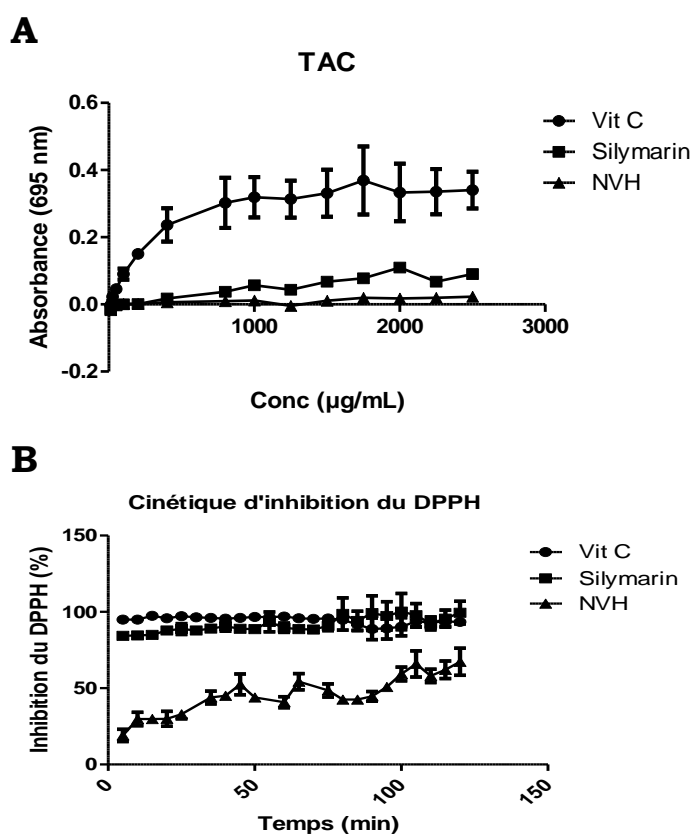 A
TAC
Absorbance (695 nm)
0.6
0.4
0.2
0.0
-0.2
1000
2000
3000
Conc (µg/mL)
Vit C
Silymarin
NVH
B
Cinétique d'inhibition du DPPH
Inhibition du DPPH (%)
150
100
50
0
0
50
100
150
Temps (min)
Vit C
Silymarin
NVH